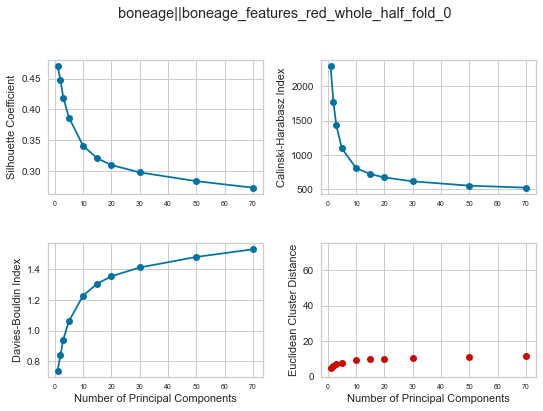 boneage||boneage_features_red_whole_half_fold_0
Silhouette Coefficient
0.45
0.40
0.35
0.30
0 10 20 30 40 50 60 70
Calinski-Harabasz Index
2000
1500
1000
500
0 10 20 30 40 50 60 70
Davies-Bouldin Index
1.4
1.2
1.0
0.8
0 10 20 30 40 50 60 70
Number of Principal Components
Euclidean Cluster Distance
60
40
20
0
0 10 20 30 40 50 60 70
Number of Principal Components